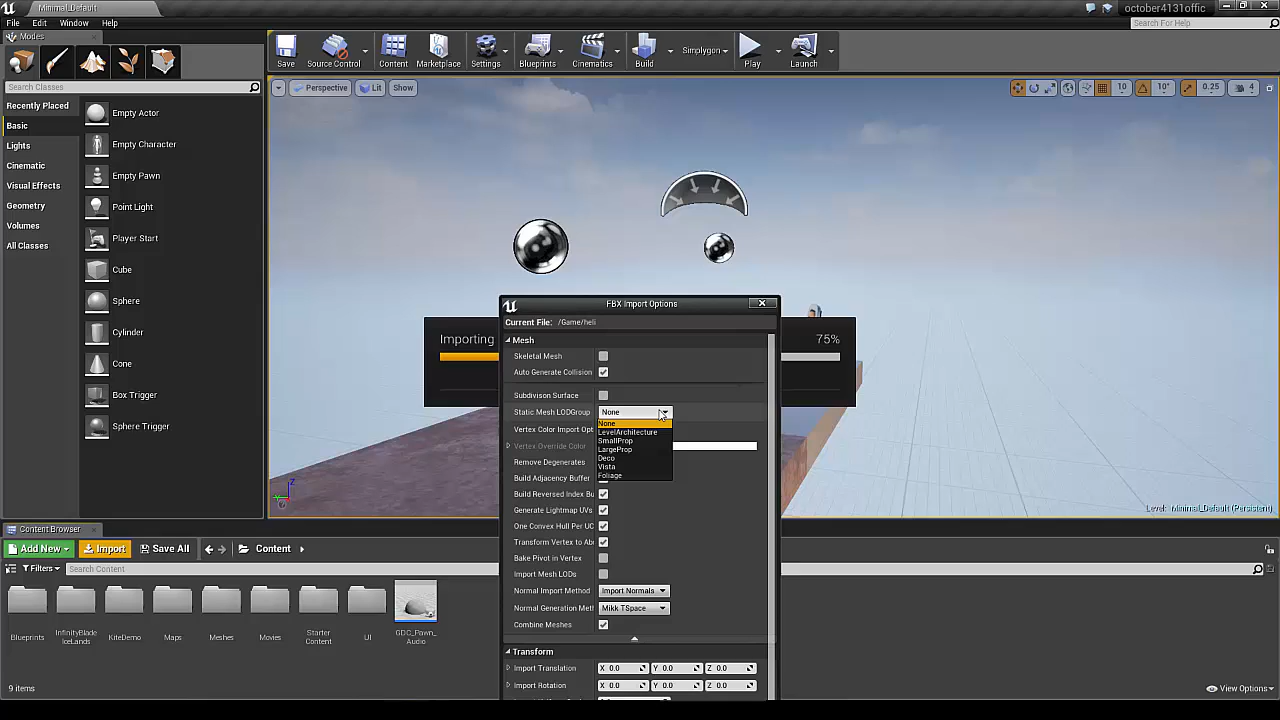 Minimal_Default
october4131offic
File Edit Window Help
Search For Help
Modes
Search Classes
Recently Placed
Basic
Lights
Cinematic
Visual Effects
Geometry
Volumes
All Classes
Empty Actor
Empty Character
Empty Pawn
Point Light
Player Start
Cube
Sphere
Cylinder
Cone
Box Trigger
Sphere Trigger
Save Source Control Content Marketplace Settings Blueprints Cinematics Build Simplygon Play Launch
Perspective Lit Show
10 10° 0.25 4
Importing 75%
FBX Import Options
Current File: /Game/heli
Mesh
Skeletal Mesh
Auto Generate Collision
Subdivison Surface
Static Mesh LODGroup None
None
LevelArchitecture
SmallProp
LargeProp
Deco
Vista
Foliage
Vertex Color Import Opt
Vertex Override Color
Remove Degenerates
Build Adjacency Buffer
Build Reversed Index Bu
Generate Lightmap UVs
One Convex Hull Per UC
Transform Vertex to Ab
Bake Pivot in Vertex
Import Mesh LODs
Normal Import Method Import Normals
Normal Generation Met Mikk TSpace
Combine Meshes
Transform
Import Translation X 0.0 Y 0.0 Z 0.0
Import Rotation X 0.0 Y 0.0 Z 0.0
Level: Minimal_Default (Persistent)
Content Browser
Add New Import Save All Content
Filters Search Content
Blueprints
InfinityBlade
IceLands
KiteDemo
Maps
Meshes
Movies
Starter
Content
UI
GDC_Pawn_
Audio
9 items
View Options